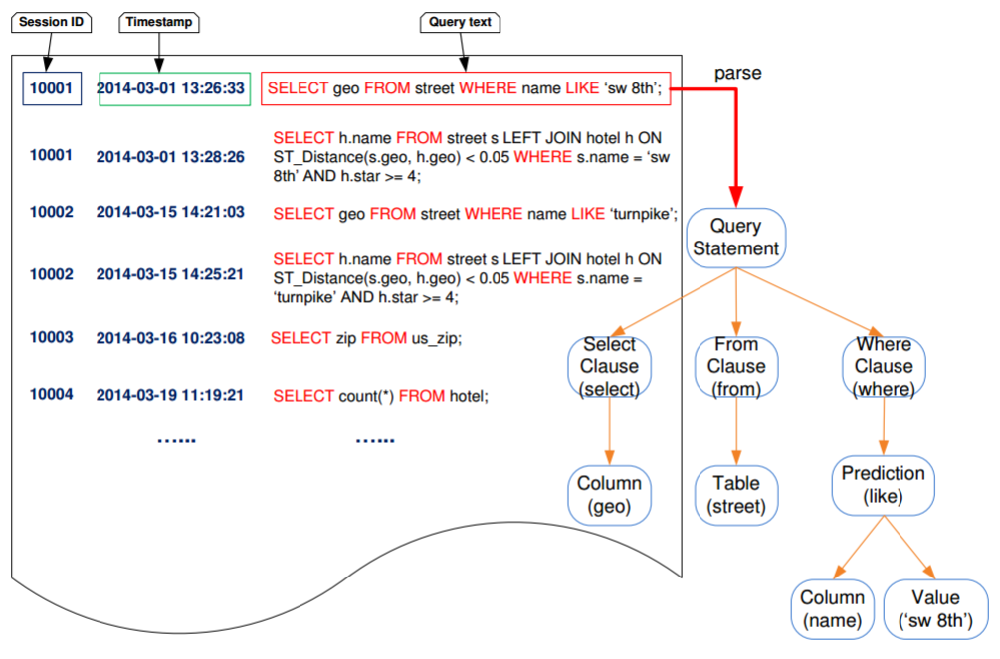 Session ID
Timestamp
Query text
10001
2014-03-01 13:26:33
SELECT geo FROM street WHERE name LIKE ‘sw 8th’;
parse
10001
2014-03-01 13:28:26
SELECT h.name FROM street s LEFT JOIN hotel h ON
ST_Distance(s.geo, h.geo) < 0.05 WHERE s.name = ‘sw
8th’ AND h.star >= 4;
10002
2014-03-15 14:21:03
SELECT geo FROM street WHERE name LIKE ‘turnpike’;
10002
2014-03-15 14:25:21
SELECT h.name FROM street s LEFT JOIN hotel h ON
ST_Distance(s.geo, h.geo) < 0.05 WHERE s.name =
‘turnpike’ AND h.star >= 4;
10003
2014-03-16 10:23:08
SELECT zip FROM us_zip;
10004
2014-03-19 11:19:21
SELECT count(*) FROM hotel;
…...
…...
Query
Statement
Select
Clause
(select)
From
Clause
(from)
Where
Clause
(where)
Column
(geo)
Table
(street)
Prediction
(like)
Column
(name)
Value
(‘sw 8th’)